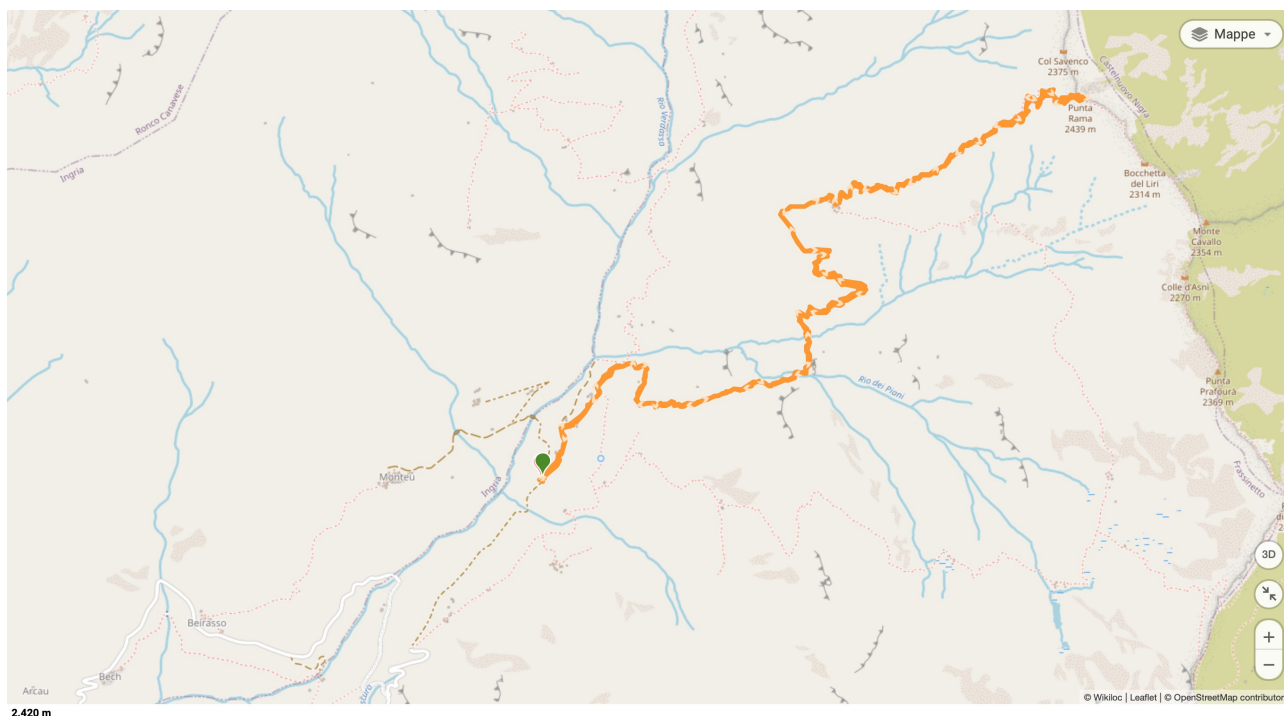 Mappe
Col Savenco
2375 m
Castelnuovo Nigra
Ronco Canavese
Ingria
Rio Verdassa
Punta
Rama
2439 m
Bocchetta
del Liri
2314 m
Monte
Cavallo
2354 m
Colle d'Asni
2270 m
Punta
Prafourà
2369 m
Rio dei Piani
Monteu
Ingria
Frassinetto
3D
Beirasso
Bech
Arcau
+
−
© Wikiloc | Leaflet | © OpenStreetMap contributor
2.420 m